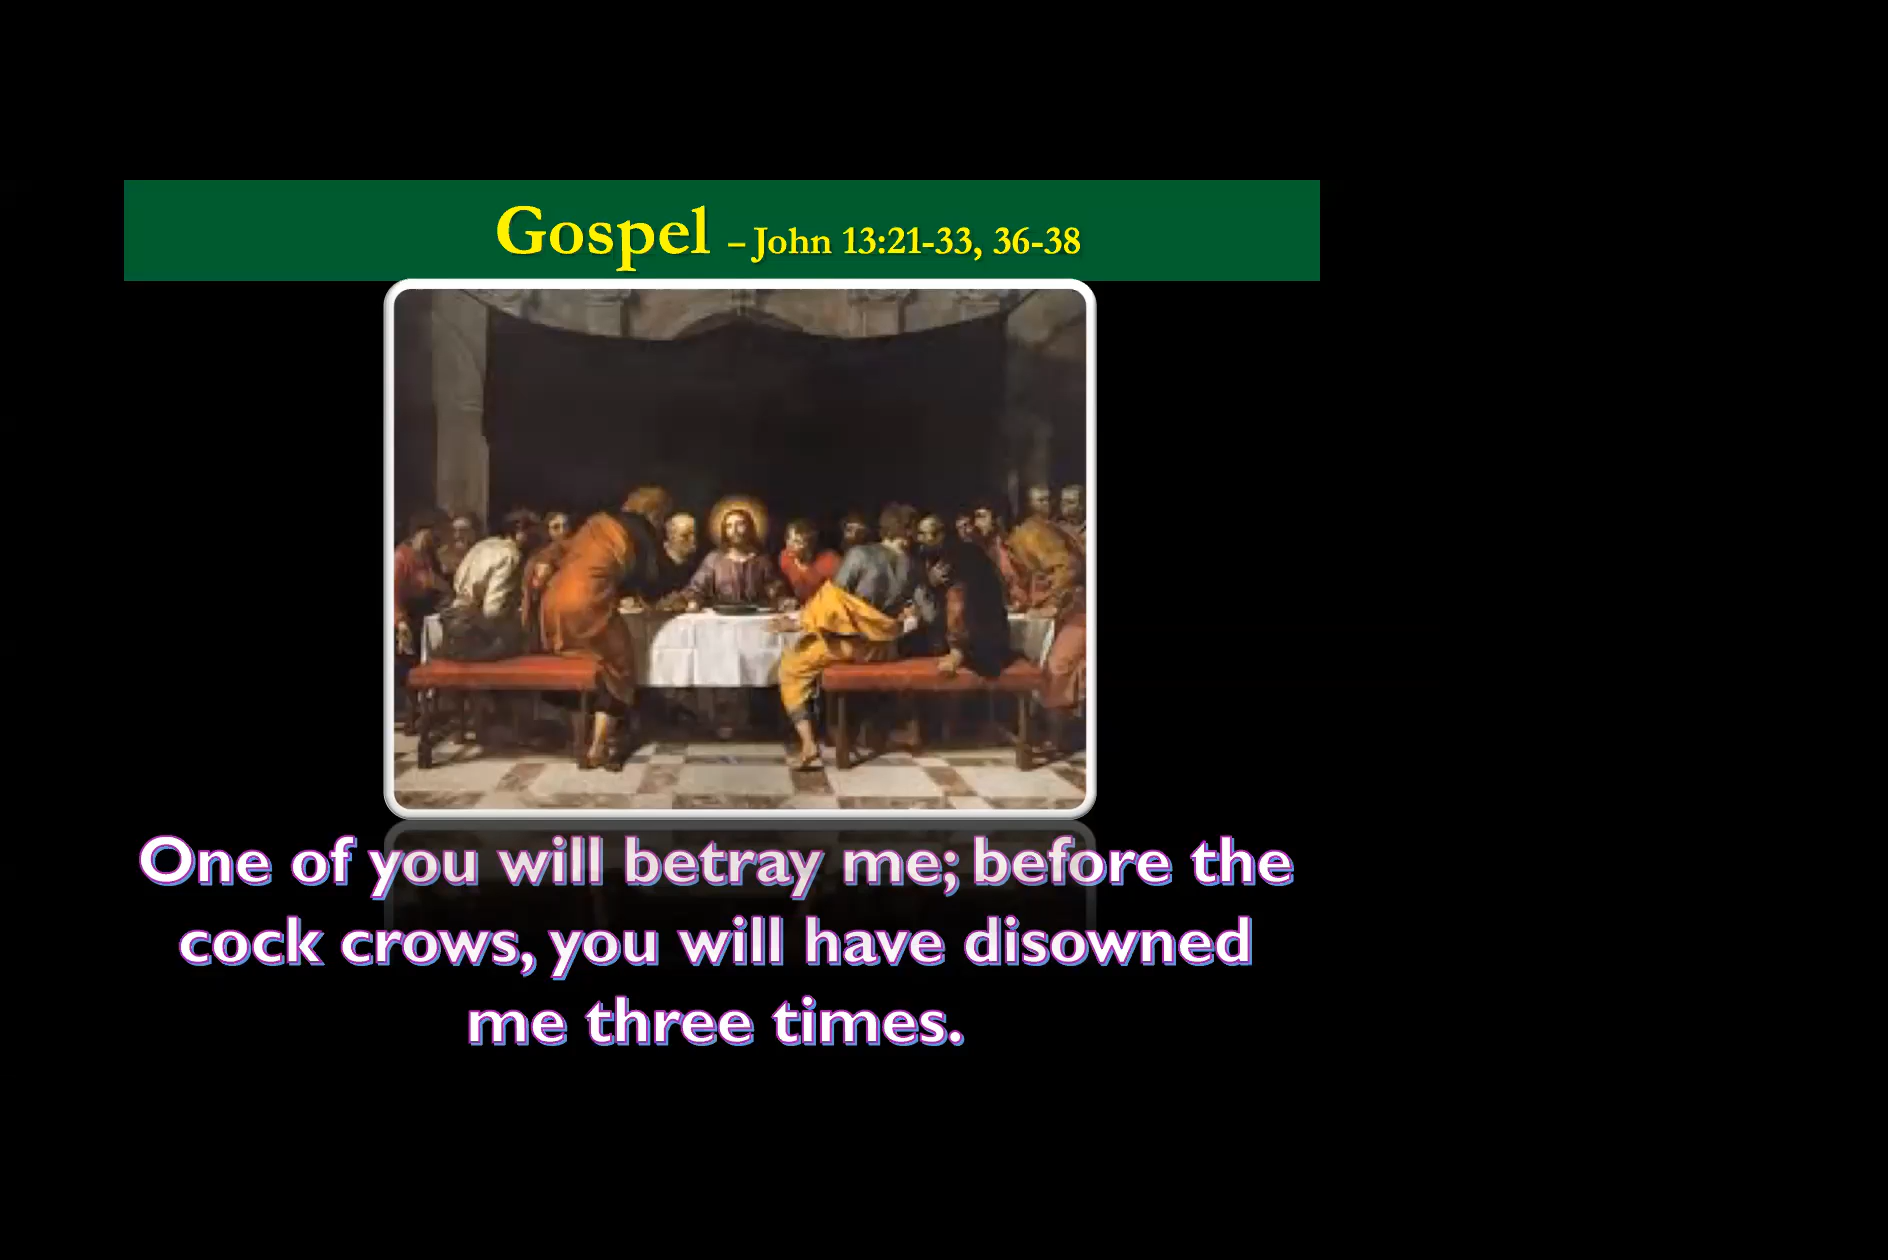 Gospel – John 13:21-33, 36-38
One of you will betray me; before the
cock crows, you will have disowned
me three times.